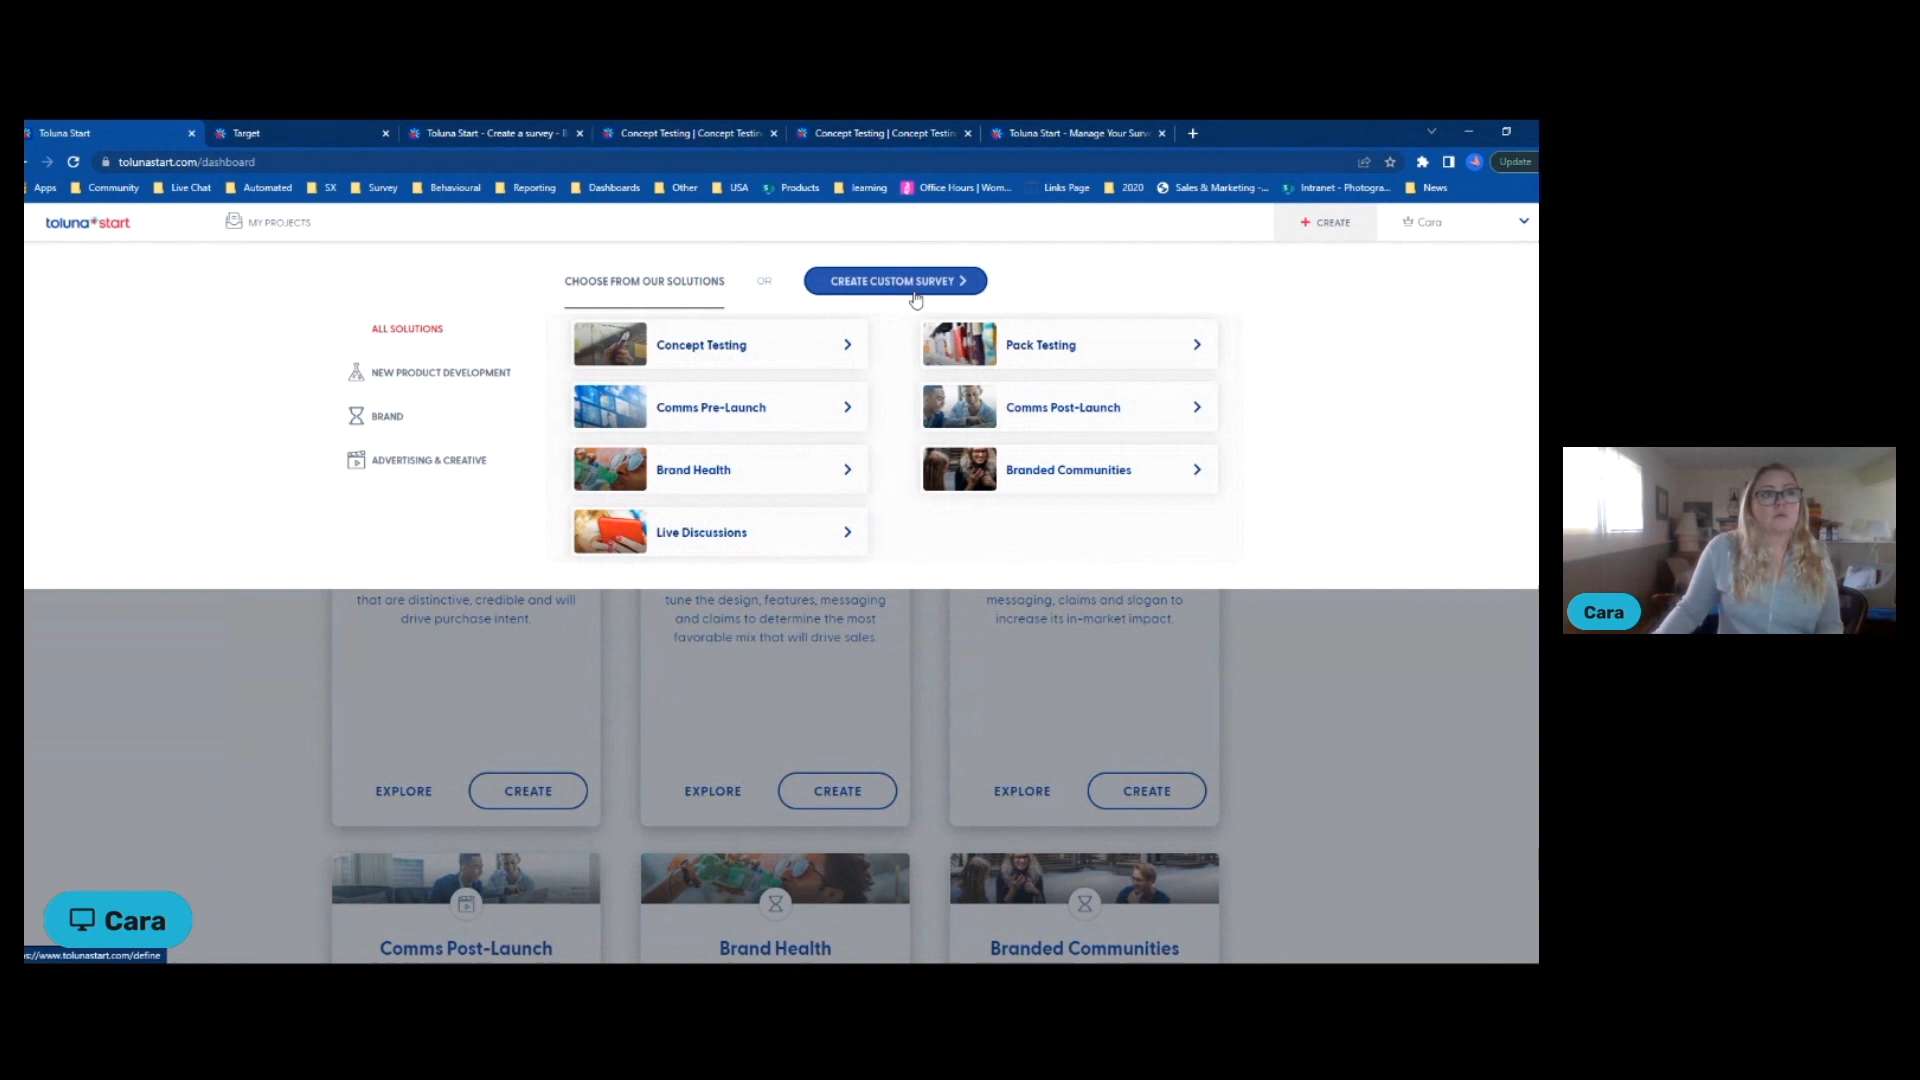 Toluna Start
Target
Toluna Start - Create a survey -
Concept Testing | Concept Testin
Concept Testing | Concept Testin
Toluna Start - Manage Your Surv
tolunastart.com/dashboard
Update
Apps
Community
Live Chat
Automated
SX
Survey
Behavioural
Reporting
Dashboards
Other
USA
Products
learning
Office Hours | Wom...
Links Page
2020
Sales & Marketing -...
Intranet - Photogra...
News
toluna*start
MY PROJECTS
+ CREATE
Cara
CHOOSE FROM OUR SOLUTIONS
OR
CREATE CUSTOM SURVEY
ALL SOLUTIONS
NEW PRODUCT DEVELOPMENT
BRAND
ADVERTISING & CREATIVE
Concept Testing
Pack Testing
Comms Pre-Launch
Comms Post-Launch
Brand Health
Branded Communities
Live Discussions
that are distinctive, credible and will
drive purchase intent.
tune the design, features, messaging
and claims to determine the most
favorable mix that will drive sales.
messaging, claims and slogan to
increase its in-market impact.
EXPLORE
CREATE
EXPLORE
CREATE
EXPLORE
CREATE
Comms Post-Launch
Brand Health
Branded Communities
Cara
s://www.tolunastart.com/define
Cara